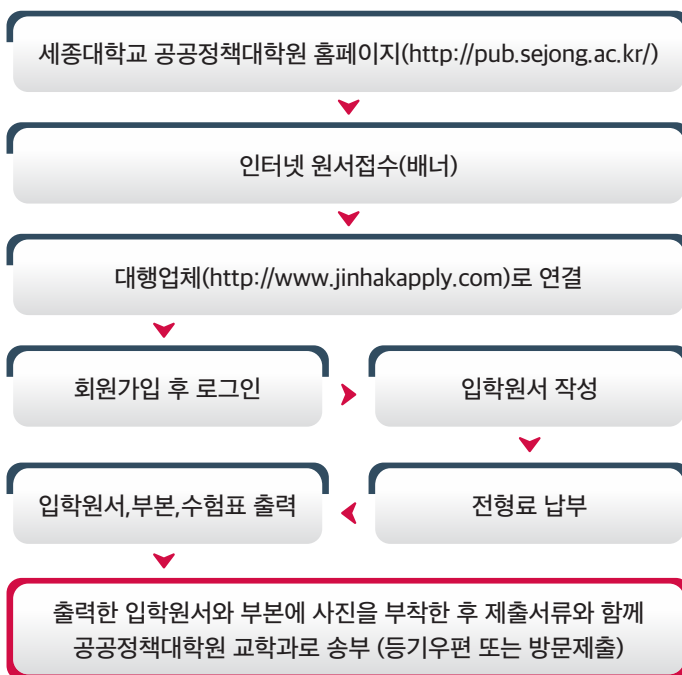 세종대학교 공공정책대학원 홈페이지(http://pub.sejong.ac.kr/)
인터넷 원서접수(배너)
대행업체(http://www.jinhakapply.com)로 연결
회원가입 후 로그인
입학원서 작성
전형료 납부
입학원서,부본,수험표 출력
출력한 입학원서와 부본에 사진을 부착한 후 제출서류와 함께
공공정책대학원 교학과로 송부 (등기우편 또는 방문제출)